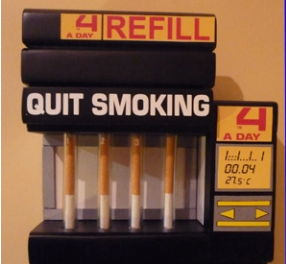 4 A DAY REFILL
QUIT SMOKING
4
A DAY
00.04
27.5°C